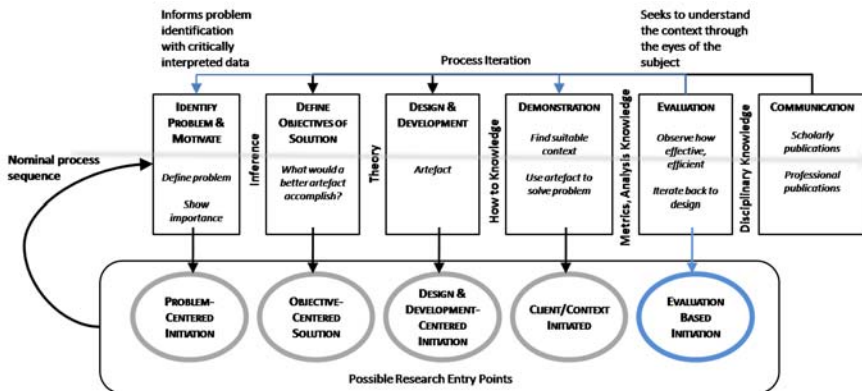 Informs problem
identification
with critically
interpreted data
Seeks to understand
the context through
the eyes of the
subject
Process Iteration
Nominal process
sequence
IDENTIFY
PROBLEM &
MOTIVATE
Define problem
Show
importance
Inference
DEFINE
OBJECTIVES OF
SOLUTION
What would a
better artefact
accomplish?
Theory
DESIGN &
DEVELOPMENT
Artefact
How to Knowledge
DEMONSTRATION
Find suitable
context
Use artefact to
solve problem
Metrics, Analysis Knowledge
EVALUATION
Observe how
effective,
efficient
Iterate back to
design
Disciplinary Knowledge
COMMUNICATION
Scholarly
publications
Professional
publications
PROBLEM-
CENTERED
INITIATION
OBJECTIVE-
CENTERED
SOLUTION
DESIGN &
DEVELOPMENT-
CENTERED
INITIATION
CLIENT/CONTEXT
INITIATED
EVALUATION
BASED
INITIATION
Possible Research Entry Points